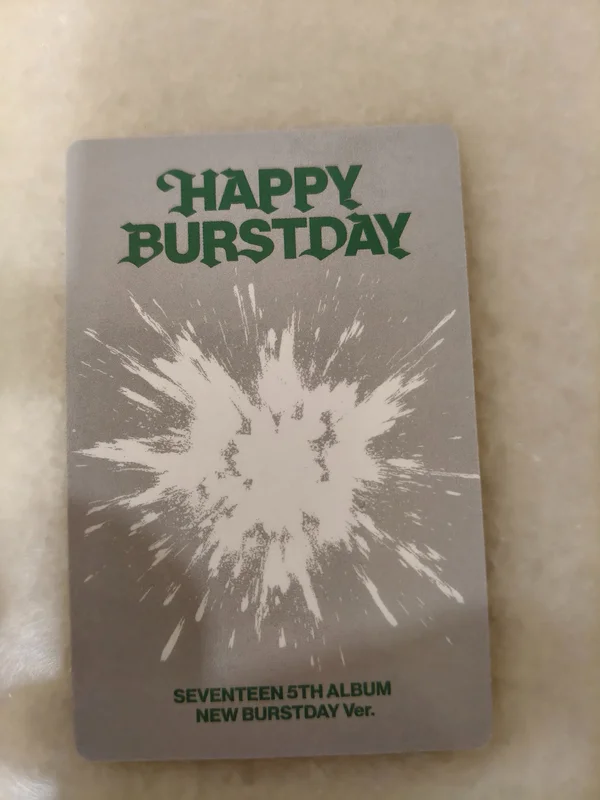 HAPPY
BURSTDAY
SEVENTEEN 5TH ALBUM
NEW BURSTDAY Ver.